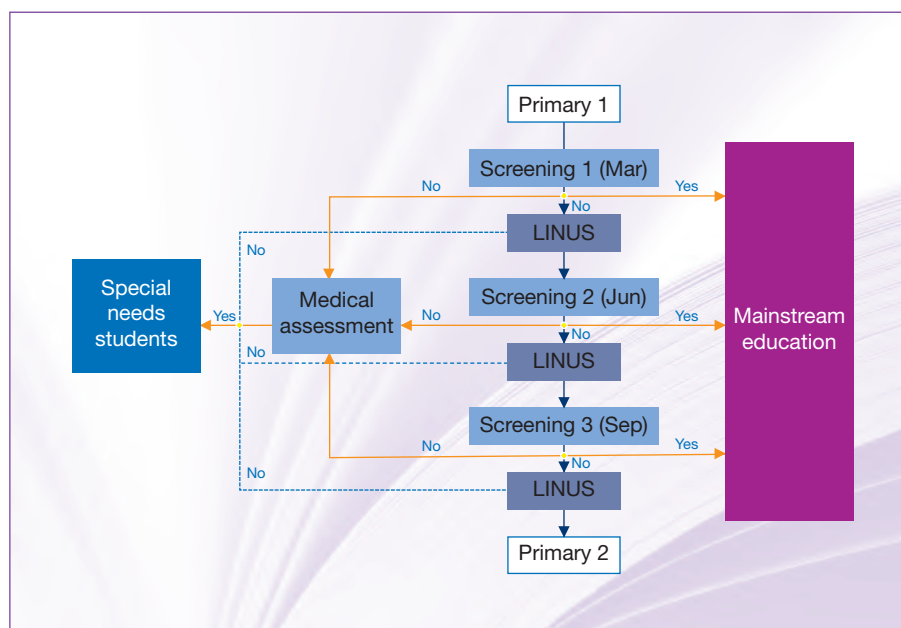 Primary 1
Screening 1 (Mar)
No
Yes
No
LINUS
No
Special
needs
students
Yes
Medical
assessment
Screening 2 (Jun)
No
Yes
No
Mainstream
education
No
LINUS
Screening 3 (Sep)
No
Yes
No
No
LINUS
Primary 2